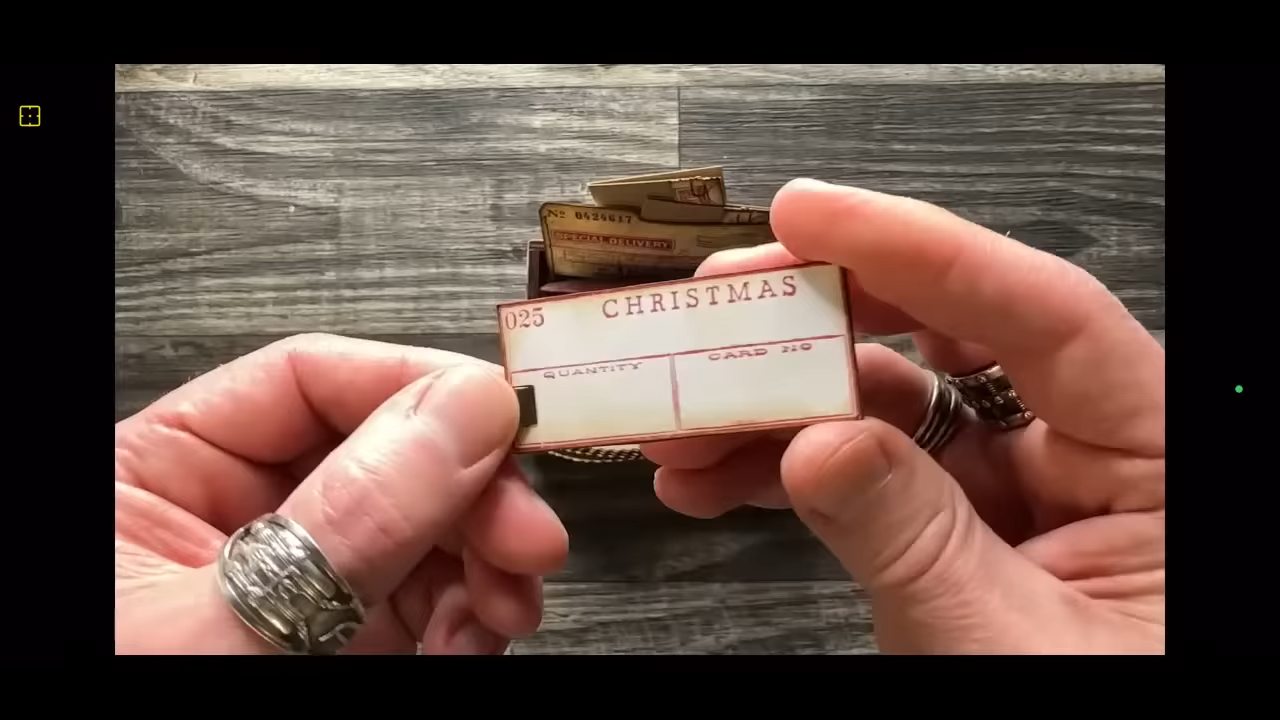 Nº 0424617
SPECIAL DELIVERY
025 CHRISTMAS
QUANTITY CARD NO